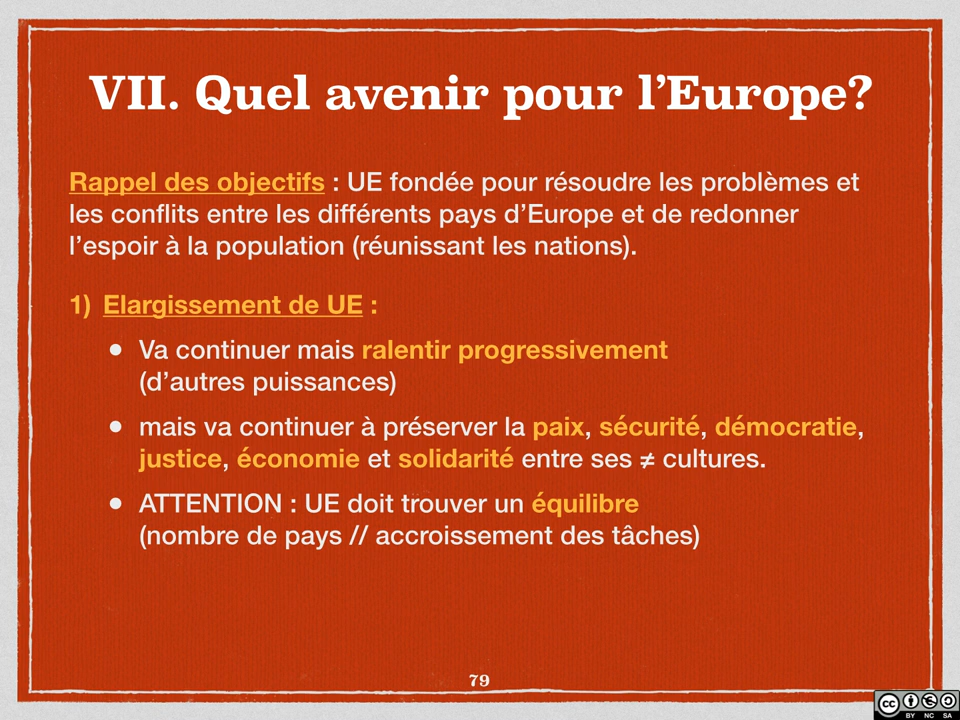 VII. Quel avenir pour l’Europe?
Rappel des objectifs : UE fondée pour résoudre les problèmes et
les conflits entre les différents pays d’Europe et de redonner
l’espoir à la population (réunissant les nations).
1) Elargissement de UE :
• Va continuer mais ralentir progressivement
(d’autres puissances)
• mais va continuer à préserver la paix, sécurité, démocratie,
justice, économie et solidarité entre ses ≠ cultures.
• ATTENTION : UE doit trouver un équilibre
(nombre de pays // accroissement des tâches)
79
cc BY NC SA